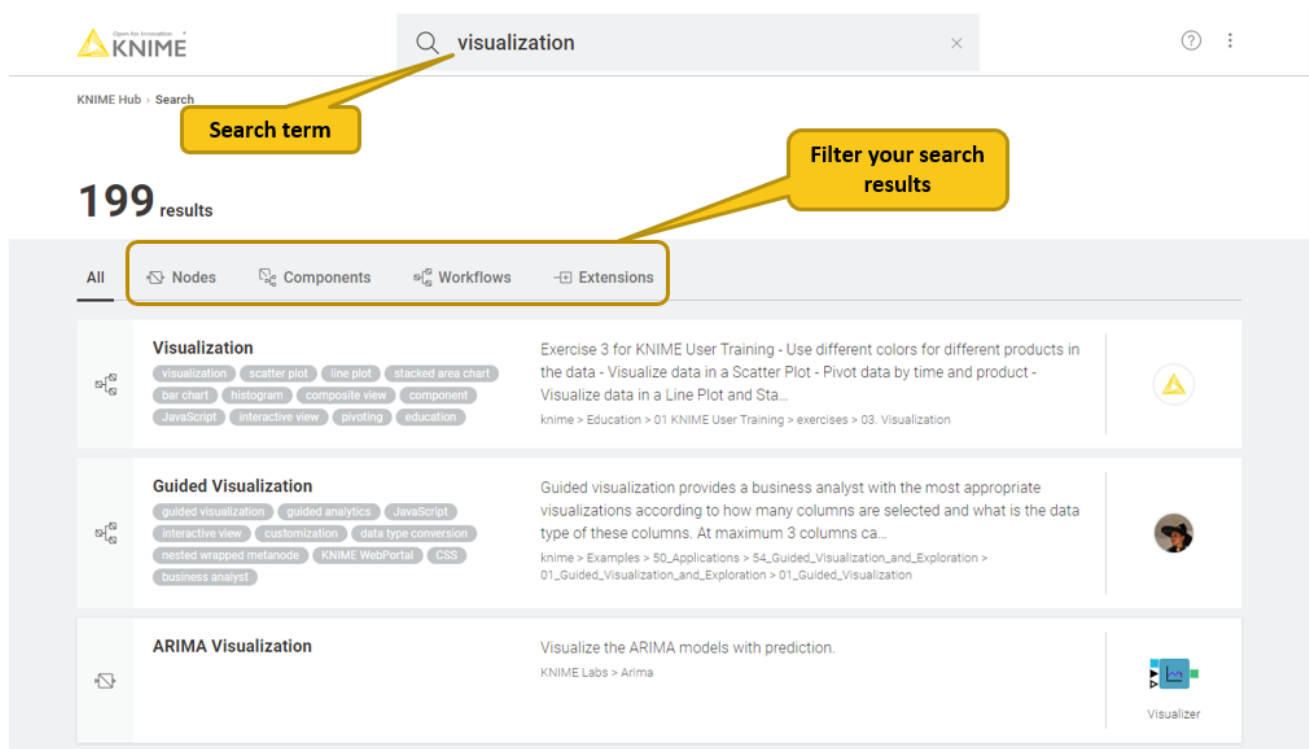 Open for Innovation
KNIME
visualization
KNIME Hub › Search
Search term
Filter your search
results
199 results
All
Nodes
Components
Workflows
Extensions
Visualization
visualization scatter plot line plot stacked area chart
bar chart histogram composite view component
JavaScript interactive view pivoting education
Exercise 3 for KNIME User Training - Use different colors for different products in
the data - Visualize data in a Scatter Plot - Pivot data by time and product -
Visualize data in a Line Plot and Sta...
knime > Education > 01 KNIME User Training > exercises > 03. Visualization
Guided Visualization
guided visualization guided analytics JavaScript
interactive view customization data type conversion
nested wrapped metanode KNIME WebPortal CSS
business analyst
Guided visualization provides a business analyst with the most appropriate
visualizations according to how many columns are selected and what is the data
type of these columns. At maximum 3 columns ca...
knime > Examples > 50_Applications > 54_Guided_Visualization_and_Exploration >
01_Guided_Visualization_and_Exploration > 01_Guided_Visualization
ARIMA Visualization
Visualize the ARIMA models with prediction.
KNIME Labs > Arima
Visualizer